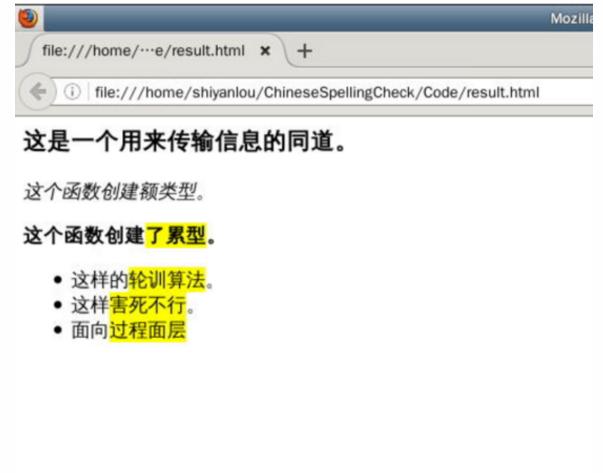 Mozilla
file:///home/…e/result.html × +
file:///home/shiyanlou/ChineseSpellingCheck/Code/result.html
这是一个用来传输信息的同道。
这个函数创建额类型。
这个函数创建了累型。
这样的轮训算法。
这样害死不行。
面向过程面层